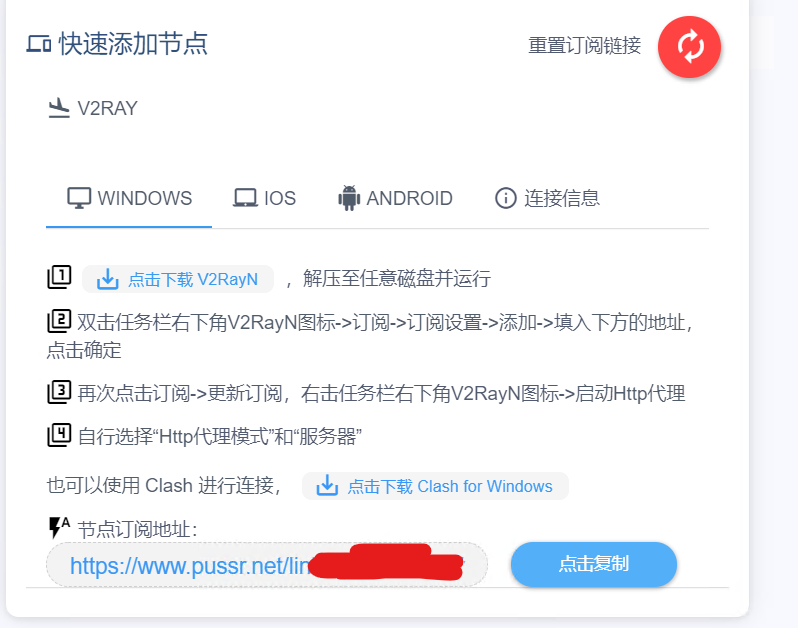 快速添加节点
重置订阅链接
V2RAY
WINDOWS
IOS
ANDROID
连接信息
1 点击下载 V2RayN ，解压至任意磁盘并运行
2 双击任务栏右下角V2RayN图标->订阅->订阅设置->添加->填入下方的地址，
点击确定
3 再次点击订阅->更新订阅，右击任务栏右下角V2RayN图标->启动Http代理
4 自行选择“Http代理模式”和“服务器”
也可以使用 Clash 进行连接， 点击下载 Clash for Windows
A 节点订阅地址：
https://www.pussr.net/lin
点击复制